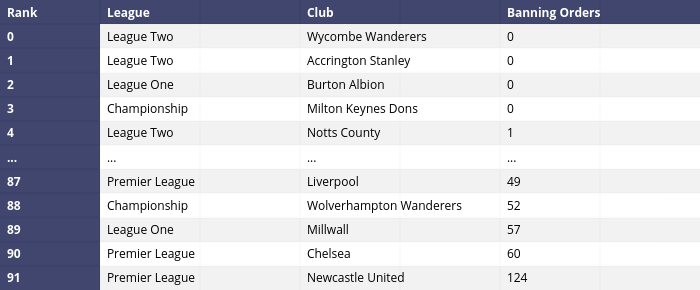 Rank League Club Banning Orders
0 League Two Wycombe Wanderers 0
1 League Two Accrington Stanley 0
2 League One Burton Albion 0
3 Championship Milton Keynes Dons 0
4 League Two Notts County 1
... ... ... ...
87 Premier League Liverpool 49
88 Championship Wolverhampton Wanderers 52
89 League One Millwall 57
90 Premier League Chelsea 60
91 Premier League Newcastle United 124